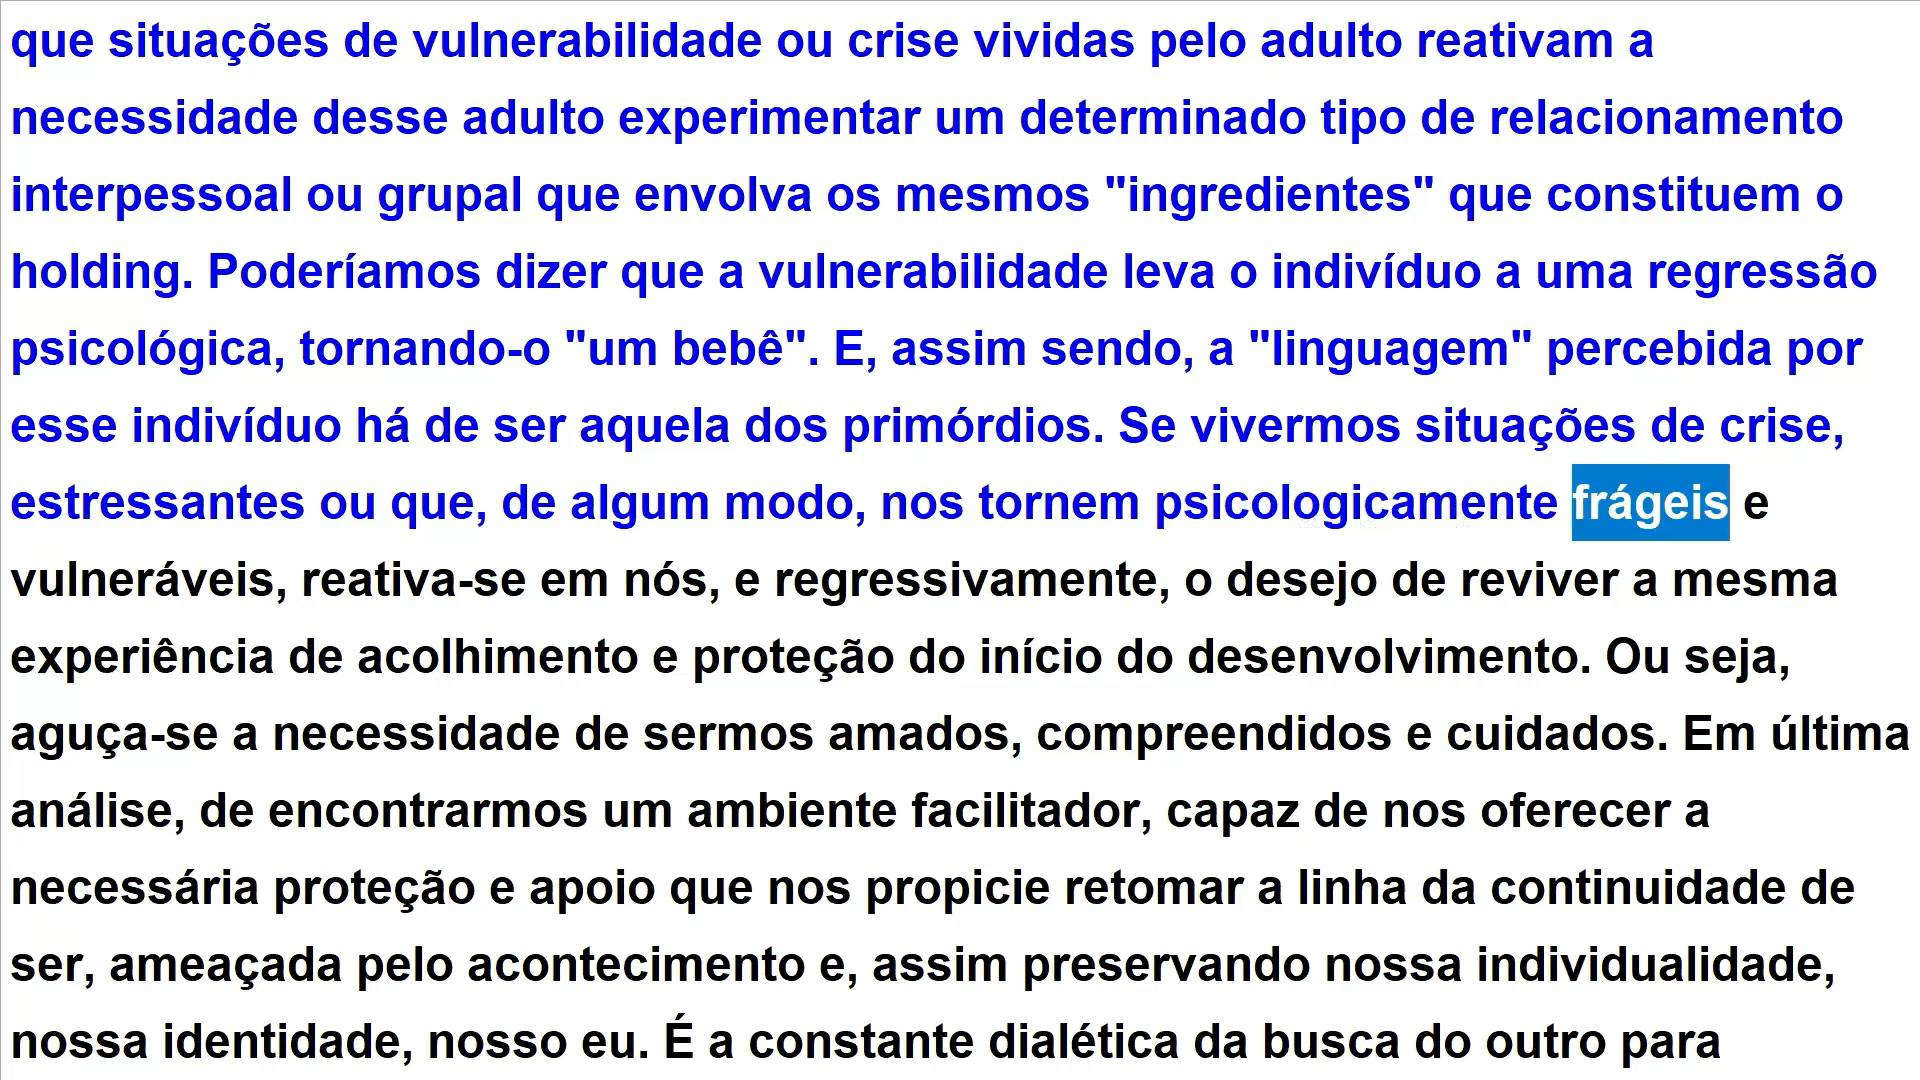 que situações de vulnerabilidade ou crise vividas pelo adulto reativam a
necessidade desse adulto experimentar um determinado tipo de relacionamento
interpessoal ou grupal que envolva os mesmos "ingredientes" que constituem o
holding. Poderíamos dizer que a vulnerabilidade leva o indivíduo a uma regressão
psicológica, tornando-o "um bebê". E, assim sendo, a "linguagem" percebida por
esse indivíduo há de ser aquela dos primórdios. Se vivermos situações de crise,
estressantes ou que, de algum modo, nos tornem psicologicamente frágeis e
vulneráveis, reativa-se em nós, e regressivamente, o desejo de reviver a mesma
experiência de acolhimento e proteção do início do desenvolvimento. Ou seja,
aguça-se a necessidade de sermos amados, compreendidos e cuidados. Em última
análise, de encontrarmos um ambiente facilitador, capaz de nos oferecer a
necessária proteção e apoio que nos propicie retomar a linha da continuidade de
ser, ameaçada pelo acontecimento e, assim preservando nossa individualidade,
nossa identidade, nosso eu. É a constante dialética da busca do outro para